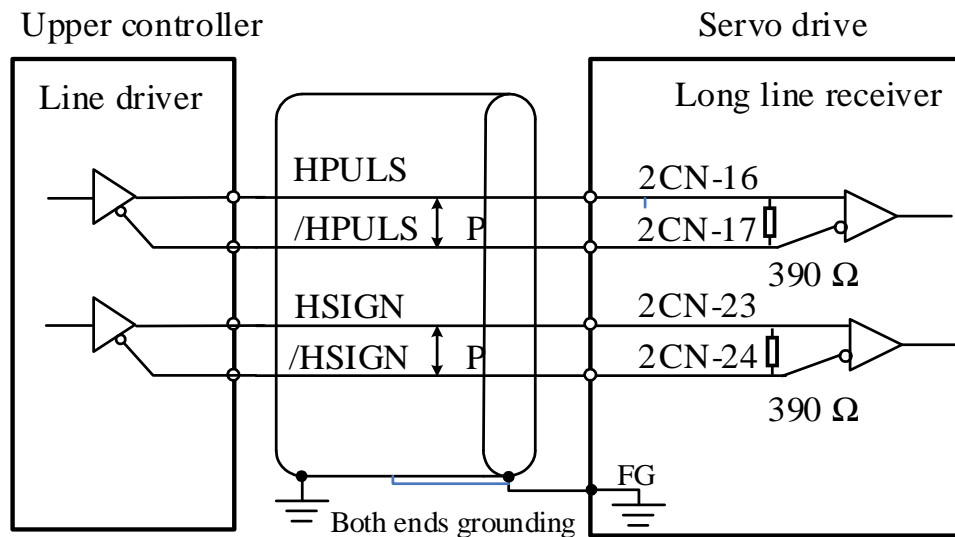 Upper controller
Servo drive
Line driver
Long line receiver
HPULS
2CN-16
/HPULS
P
2CN-17
390 Ω
HSIGN
2CN-23
/HSIGN
P
2CN-24
390 Ω
FG
Both ends grounding